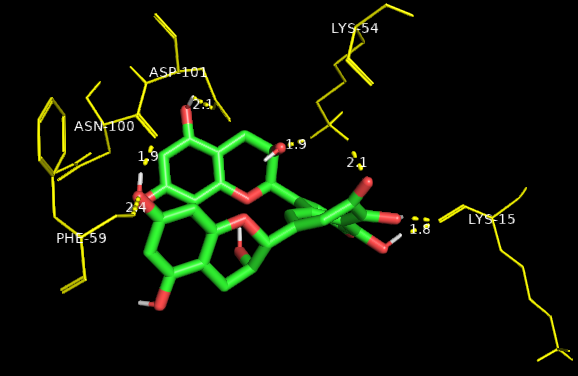 LYS-54
ASP-101
2.1
ASN-100
1.9
1.9
2.1
2.4
LYS-15
1.8
PHE-59